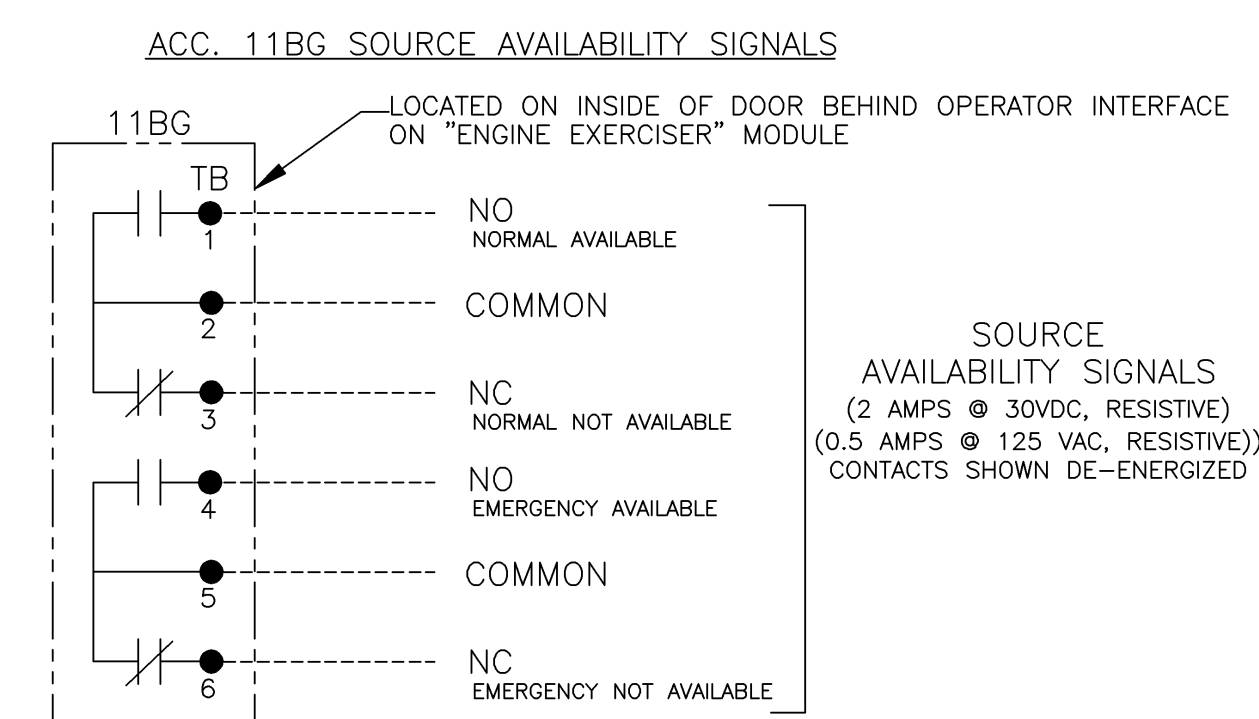 ACC. 11BG SOURCE AVAILABILITY SIGNALS
LOCATED ON INSIDE OF DOOR BEHIND OPERATOR INTERFACE
ON "ENGINE EXERCISER" MODULE
11BG
TB
1
NO
NORMAL AVAILABLE
2
COMMON
3
NC
NORMAL NOT AVAILABLE
4
NO
EMERGENCY AVAILABLE
5
COMMON
6
NC
EMERGENCY NOT AVAILABLE
SOURCE
AVAILABILITY SIGNALS
(2 AMPS @ 30VDC, RESISTIVE)
(0.5 AMPS @ 125 VAC, RESISTIVE))
CONTACTS SHOWN DE-ENERGIZED